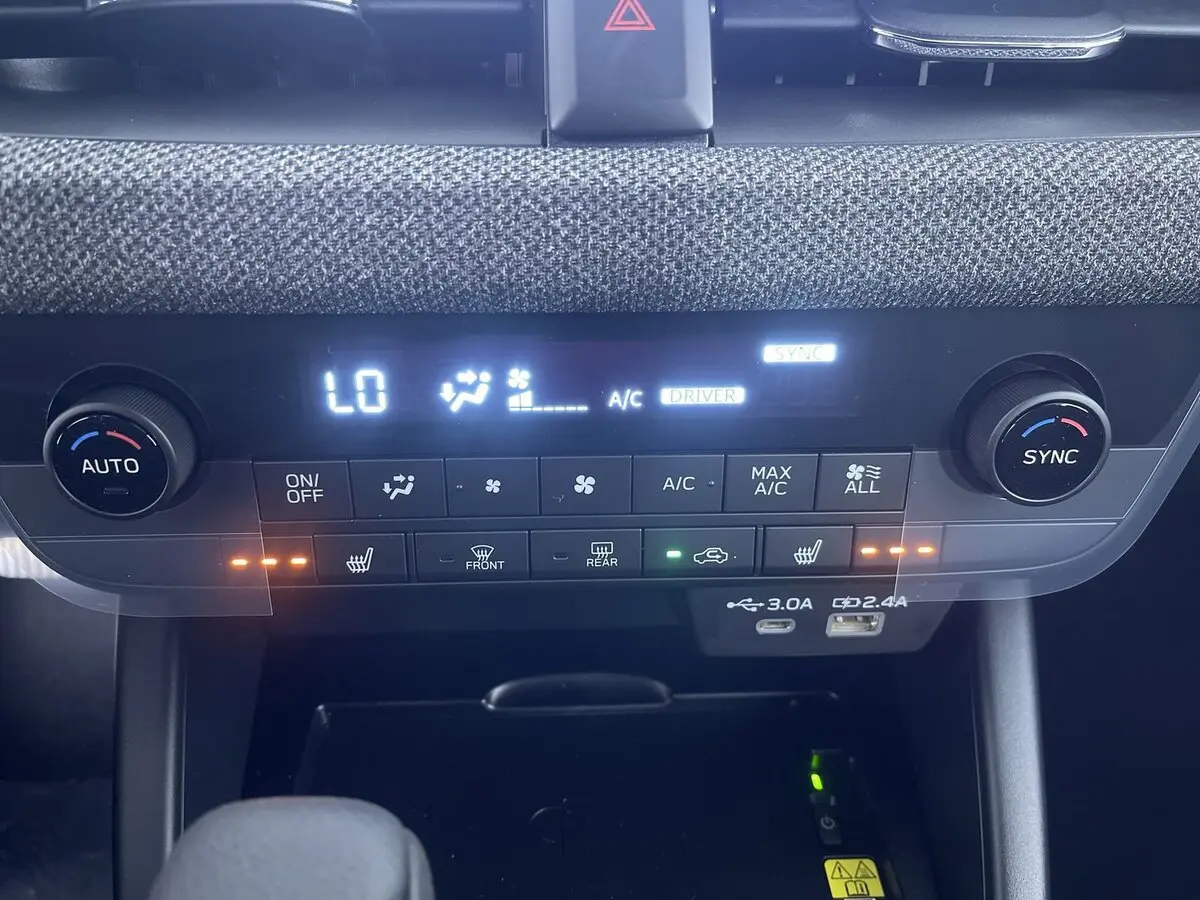 SYNC
LO
A/C
DRIVER
AUTO
SYNC
ON/
OFF
A/C
MAX
A/C
ALL
FRONT
REAR
3.0A
2.4A